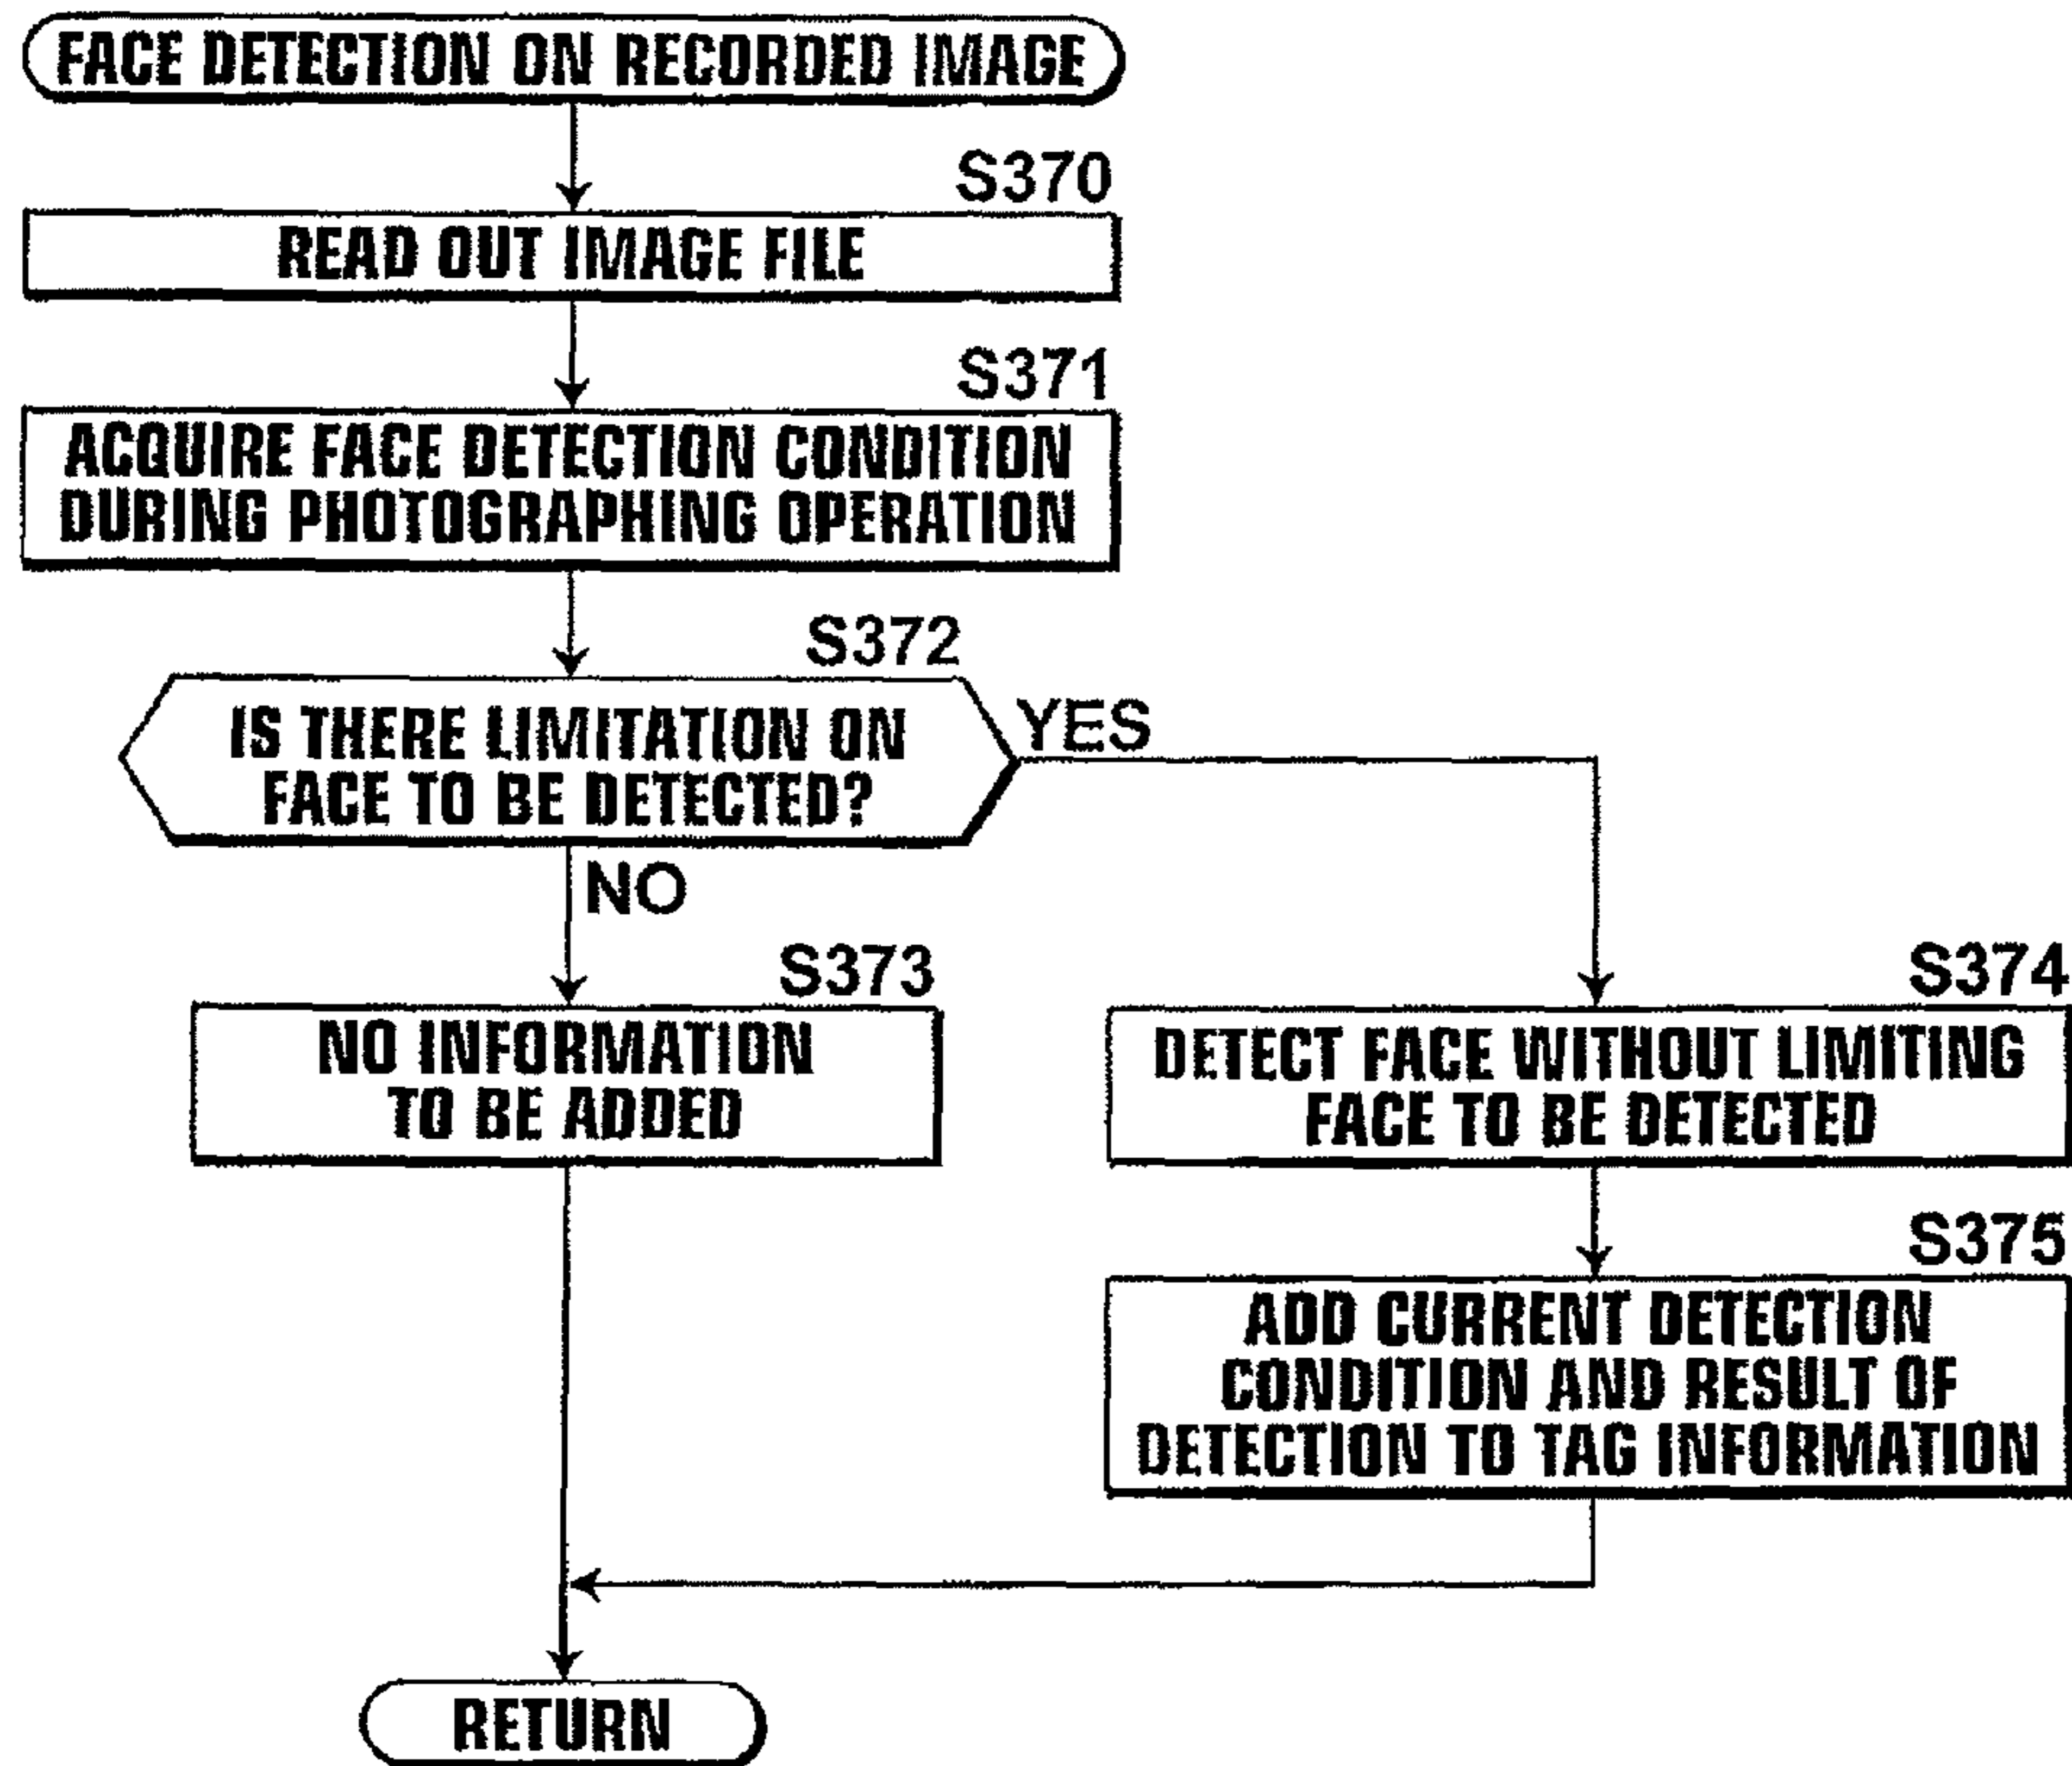 FACE DETECTION ON RECORDED IMAGE
S370
READ OUT IMAGE FILE
S371
ACQUIRE FACE DETECTION CONDITION
DURING PHOTOGRAPHING OPERATION
S372
IS THERE LIMITATION ON
FACE TO BE DETECTED?
YES
NO
S373
NO INFORMATION
TO BE ADDED
S374
DETECT FACE WITHOUT LIMITING
FACE TO BE DETECTED
S375
ADD CURRENT DETECTION
CONDITION AND RESULT OF
DETECTION TO TAG INFORMATION
RETURN